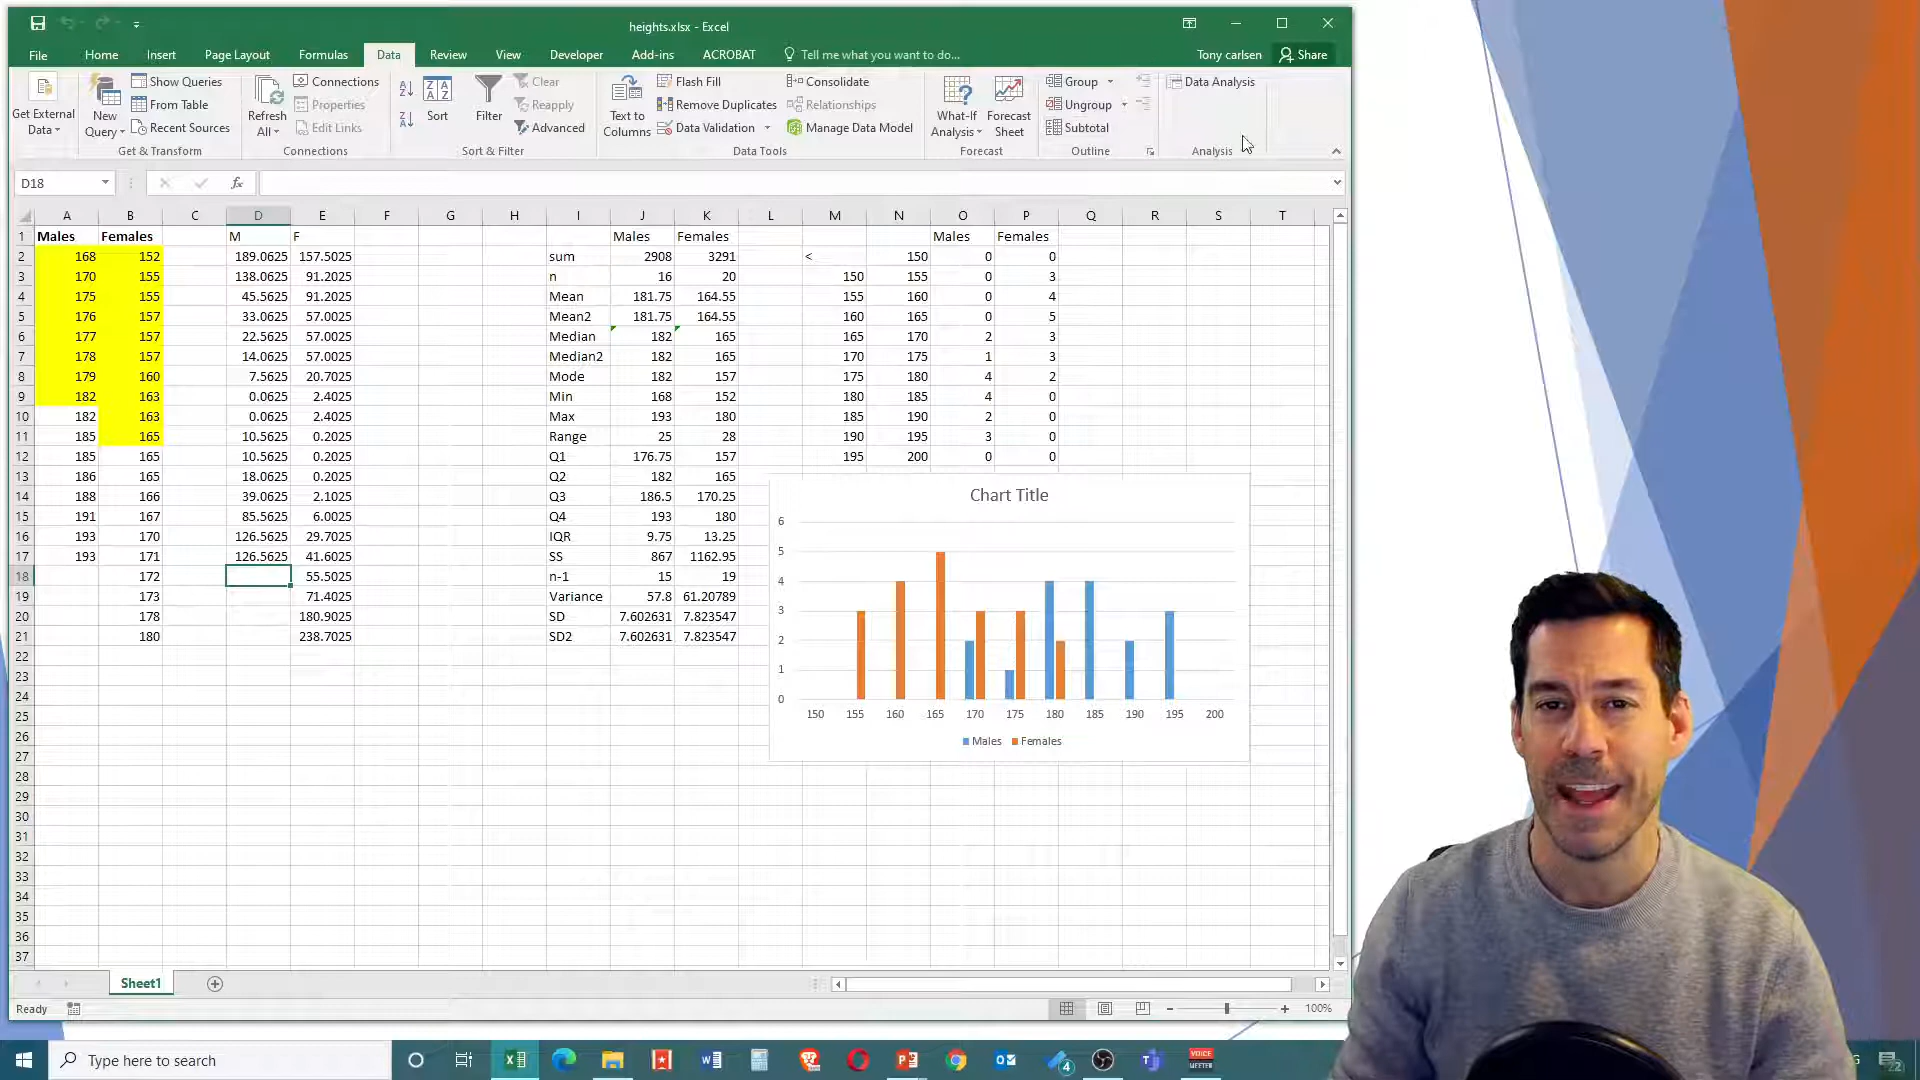 heights.xlsx - Excel
File Home Insert Page Layout Formulas Data Review View Developer Add-ins ACROBAT Tell me what you want to do... Tony carlsen Share
Get External Data New Query Show Queries From Table Recent Sources Get & Transform
Refresh All Connections Properties Edit Links Connections
Sort Filter Clear Reapply Advanced Sort & Filter
Text to Columns Flash Fill Remove Duplicates Data Validation Consolidate Relationships Manage Data Model Data Tools
What-If Analysis Forecast Sheet Forecast
Group Ungroup Subtotal Outline
Data Analysis Analysis
D18 fx
A B C D E F G H I J K L M N O P Q R S T
1 Males Females M F Males Females Males Females
2 168 152 189.0625 157.5025 sum 2908 3291 < 150 0 0
3 170 155 138.0625 91.2025 n 16 20 150 155 0 3
4 175 155 45.5625 91.2025 Mean 181.75 164.55 155 160 0 4
5 176 157 33.0625 57.0025 Mean2 181.75 164.55 160 165 0 5
6 177 157 22.5625 57.0025 Median 182 165 165 170 2 3
7 178 157 14.0625 57.0025 Median2 182 165 170 175 1 3
8 179 160 7.5625 20.7025 Mode 182 157 175 180 4 2
9 182 163 0.0625 2.4025 Min 168 152 180 185 4 0
10 182 163 0.0625 2.4025 Max 193 180 185 190 2 0
11 185 165 10.5625 0.2025 Range 25 28 190 195 3 0
12 185 165 10.5625 0.2025 Q1 176.75 157 195 200 0 0
13 186 165 18.0625 0.2025 Q2 182 165
14 188 166 39.0625 2.1025 Q3 186.5 170.25
15 191 167 85.5625 6.0025 Q4 193 180
16 193 170 126.5625 29.7025 IQR 9.75 13.25
17 193 171 126.5625 41.6025 SS 867 1162.95
18 172 55.5025 n-1 15 19
19 173 71.4025 Variance 57.8 61.20789
20 178 180.9025 SD 7.602631 7.823547
21 180 238.7025 SD2 7.602631 7.823547
22
23
24
25
26
27
28
29
30
31
32
33
34
35
36
37
Chart Title
6
5
4
3
2
1
0
150 155 160 165 170 175 180 185 190 195 200
Males Females
Sheet1
Ready 100%
Type here to search
4
VOICE
MEETER
G
22